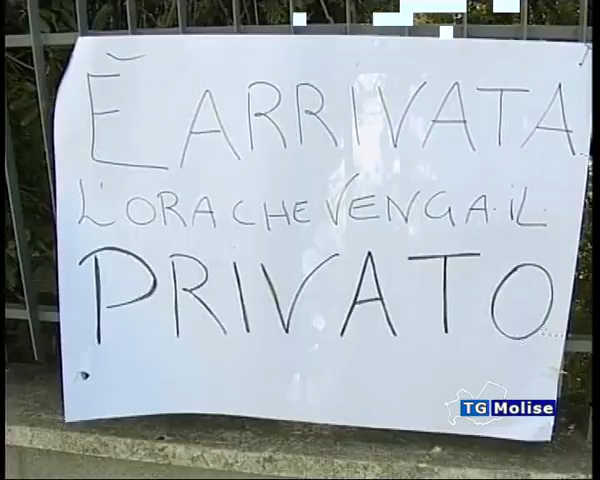 È ARRIVATA
L'ORA CHE VENGA IL
PRIVATO....
TG Molise